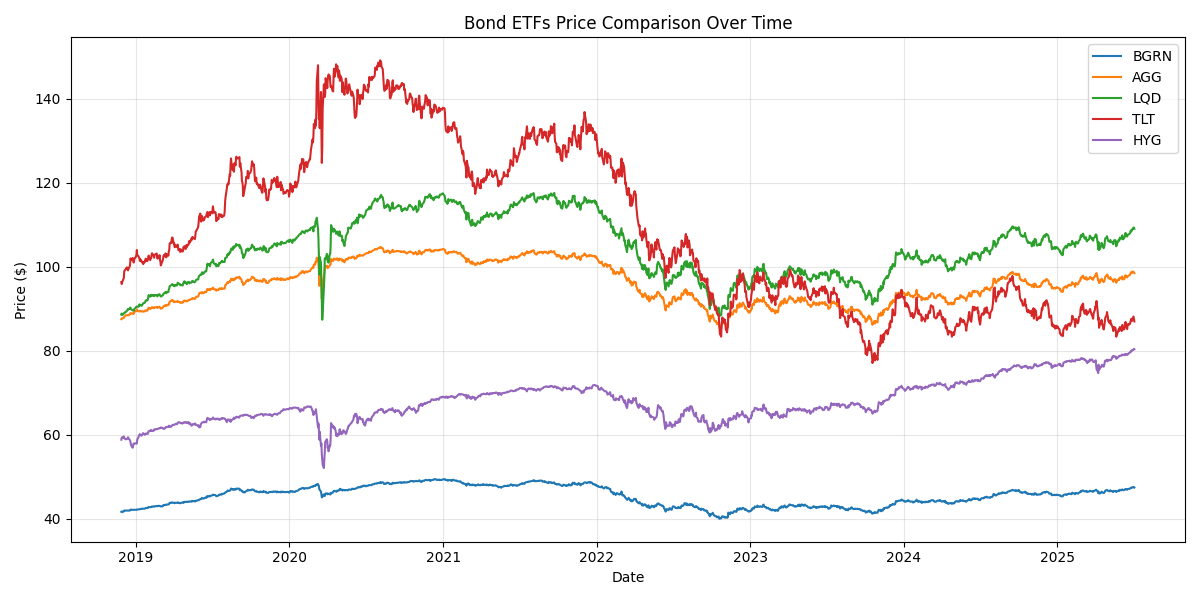 Bond ETFs Price Comparison Over Time
Price ($)
140
120
100
80
60
40
BGRN
AGG
LQD
TLT
HYG
2019 2020 2021 2022 2023 2024 2025
Date